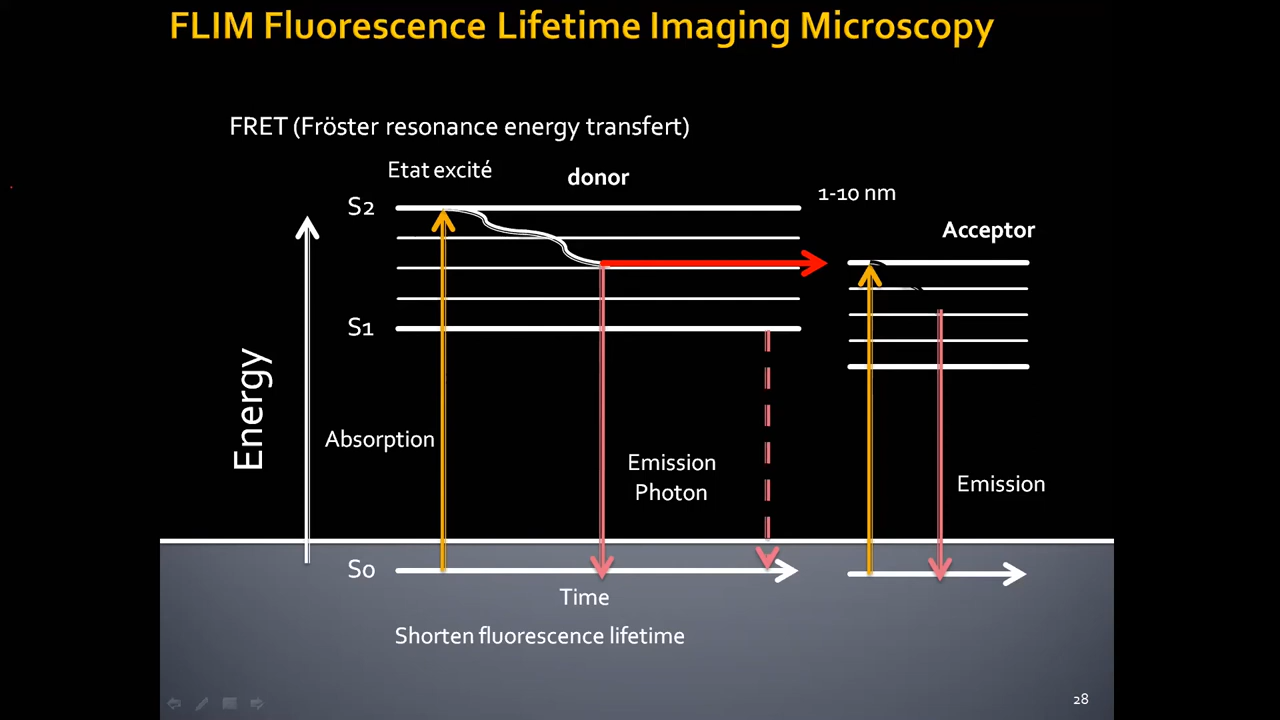 FLIM Fluorescence Lifetime Imaging Microscopy
FRET (Fröster resonance energy transfert)
Etat excité
donor
1-10 nm
S2
Acceptor
S1
Energy
Absorption
Emission
Photon
Emission
S0
Time
Shorten fluorescence lifetime
28